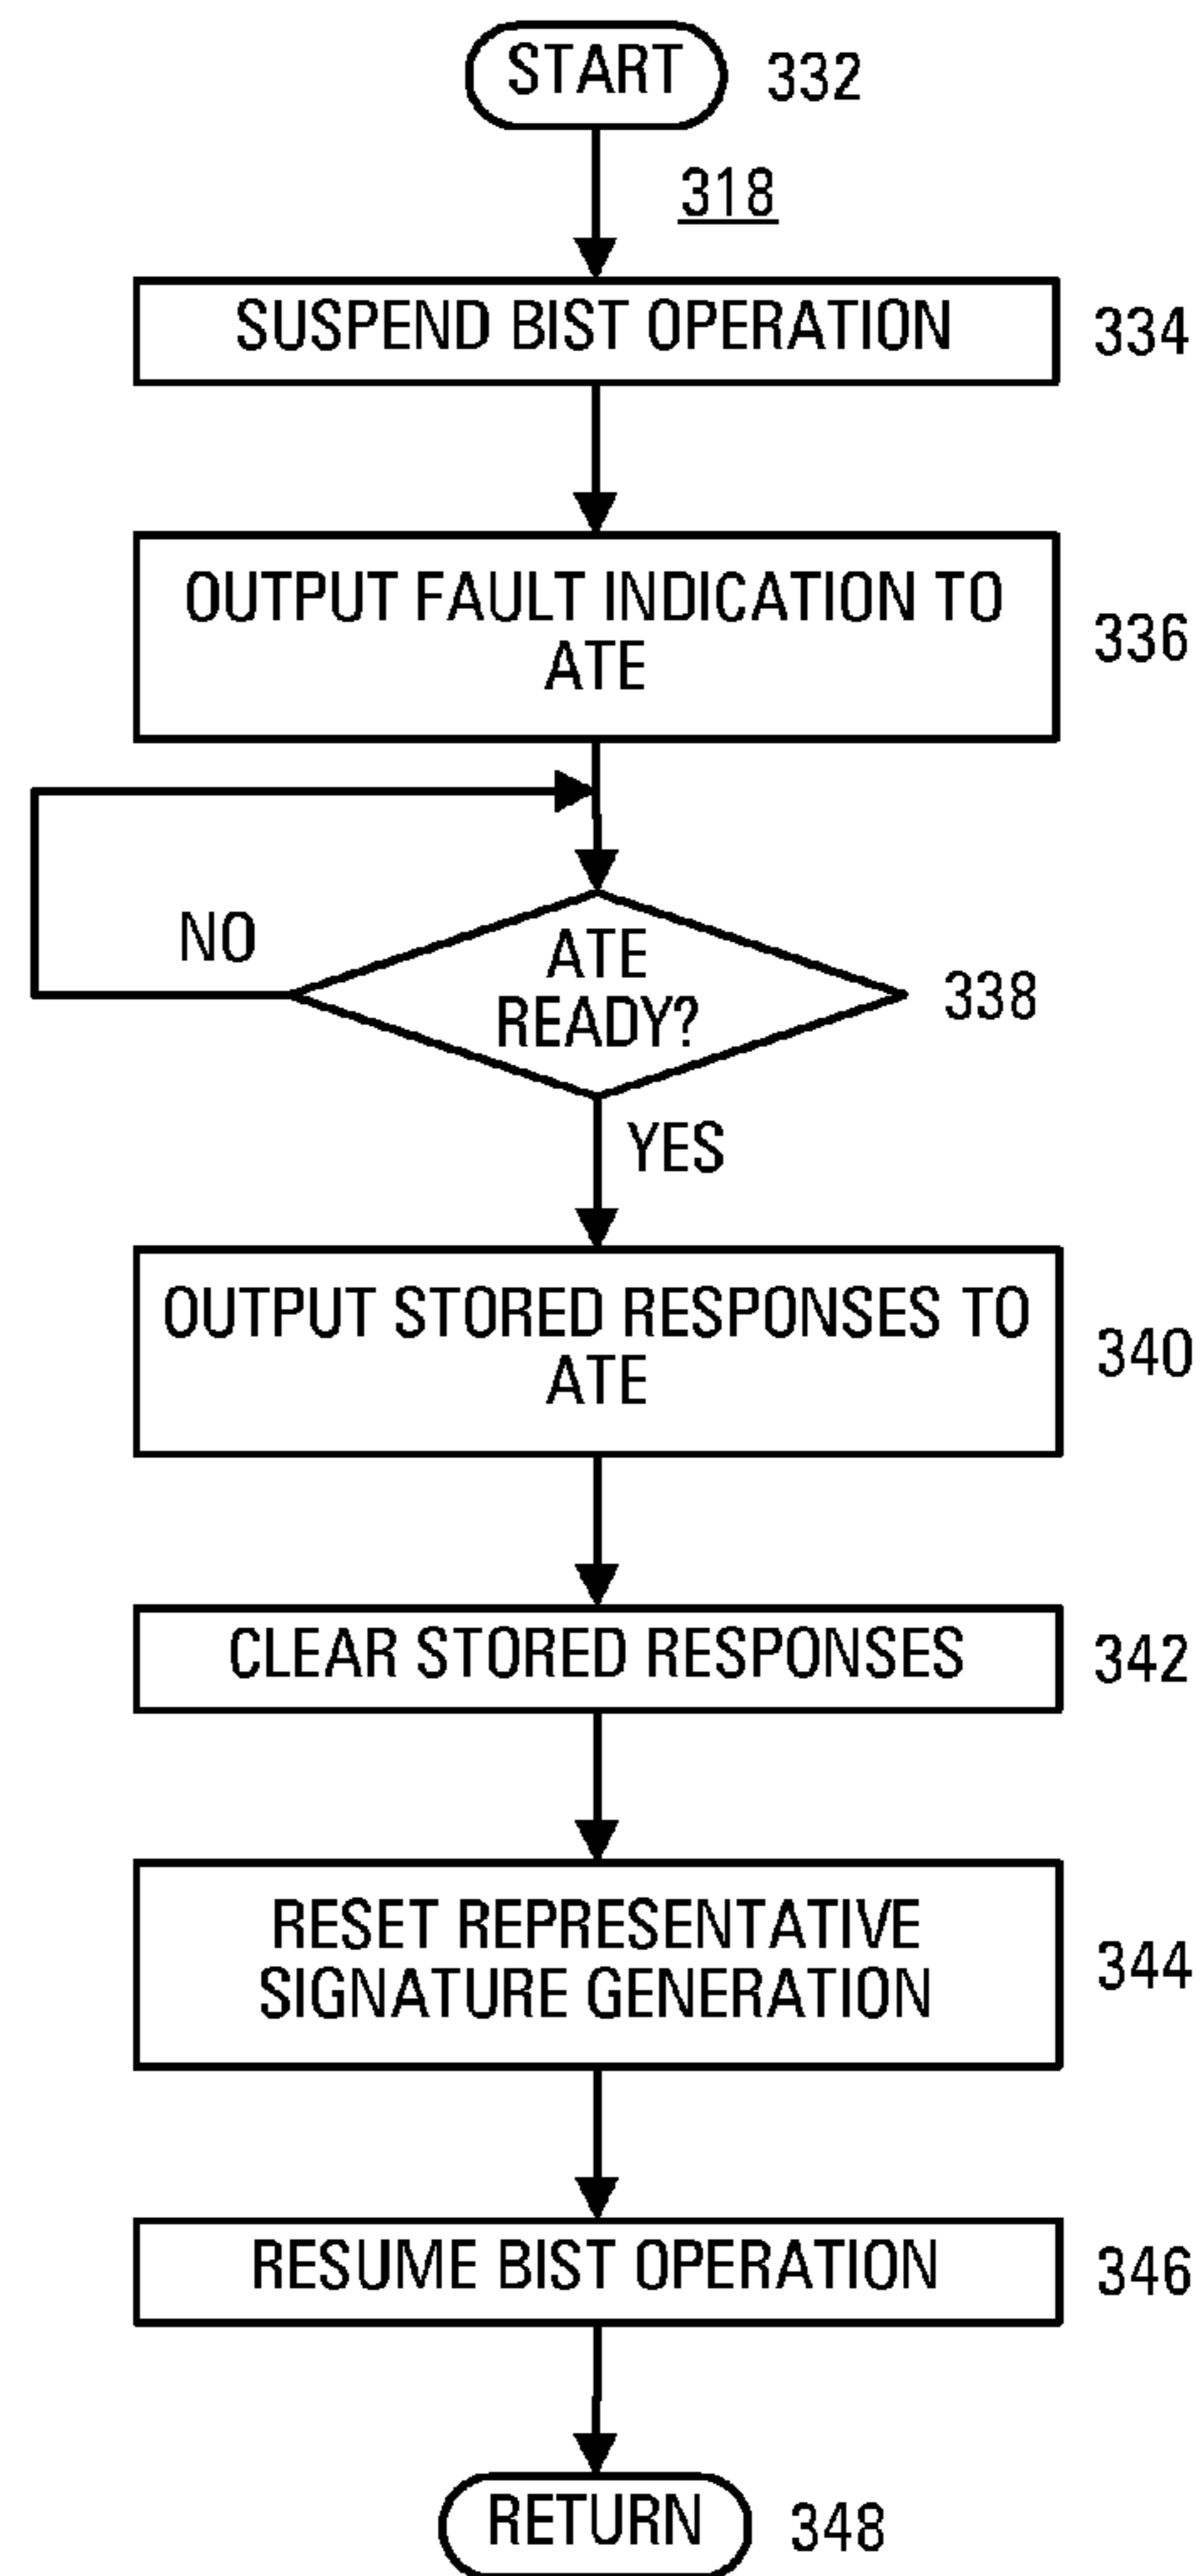 START 332
318
SUSPEND BIST OPERATION 334
OUTPUT FAULT INDICATION TO
ATE
336
NO
ATE
READY?
338
YES
OUTPUT STORED RESPONSES TO
ATE
340
CLEAR STORED RESPONSES 342
RESET REPRESENTATIVE
SIGNATURE GENERATION
344
RESUME BIST OPERATION 346
RETURN 348